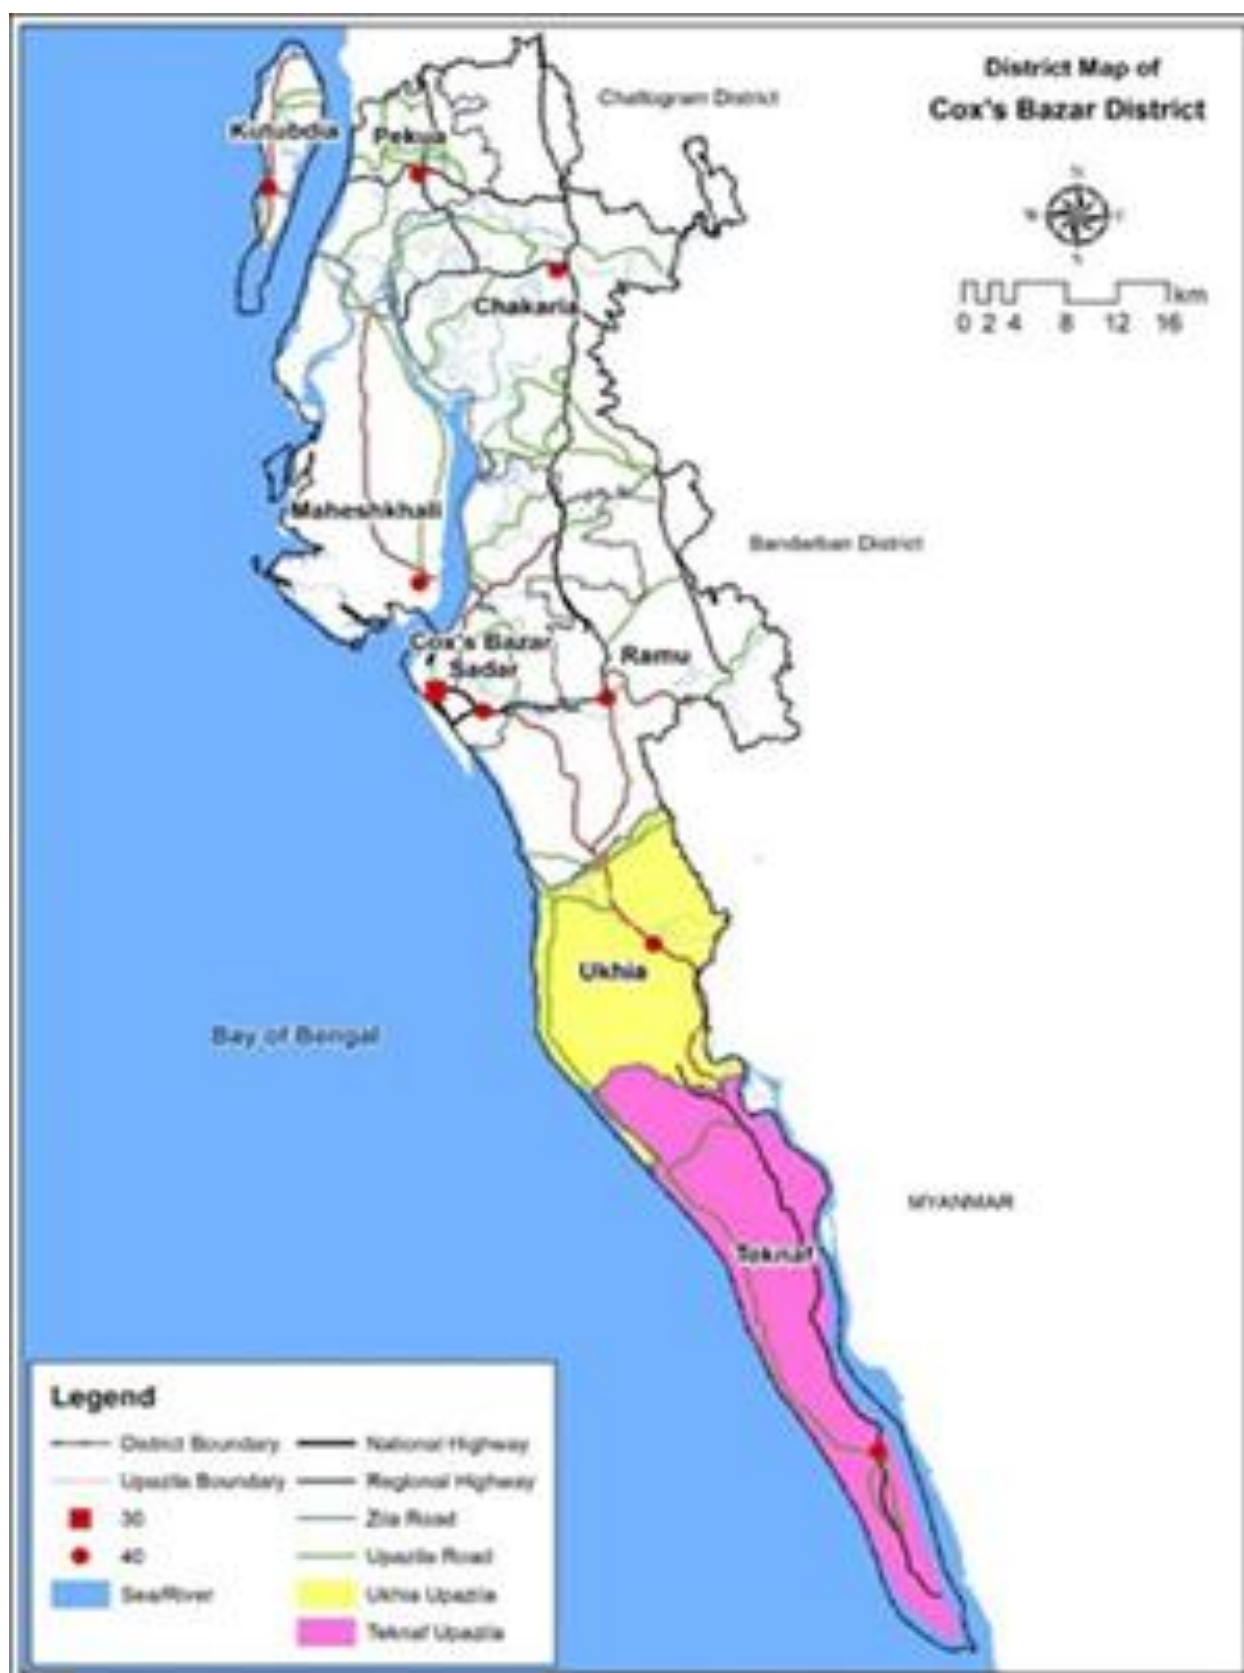 District Map of
Cox's Bazar District
N
W E
S
km
0 2 4 8 12 16
Chattogram District
Kutubdia
Pekua
Chakaria
Maheshkhali
Bandarban District
Cox's Bazar
Sadar
Ramu
Ukhia
Bay of Bengal
MYANMAR
Teknaf
Legend
District Boundary
Upazila Boundary
30
40
Sea/River
National Highway
Regional Highway
Zila Road
Upazila Road
Ukhia Upazila
Teknaf Upazila